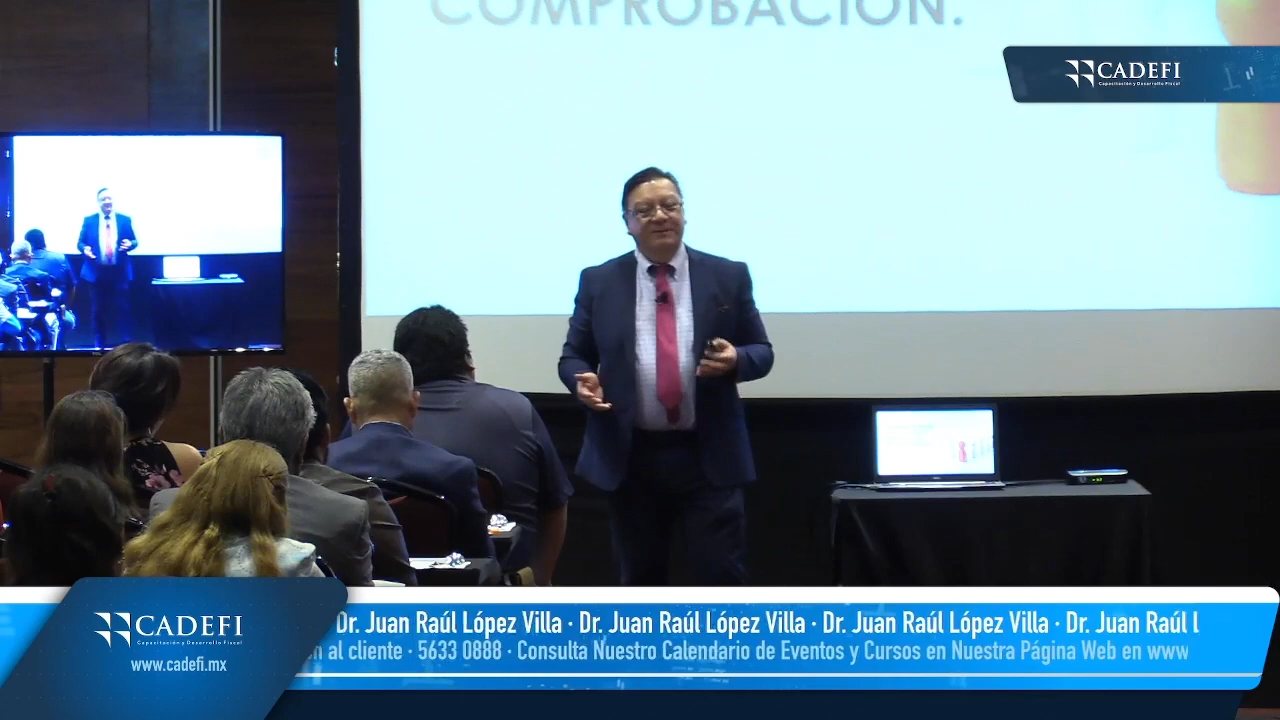 COMPROBACIÓN.
CADEFI
Capacitación y Desarrollo Fiscal
CADEFI
Capacitación y Desarrollo Fiscal
www.cadefi.mx
Dr. Juan Raúl López Villa · Dr. Juan Raúl López Villa · Dr. Juan Raúl López Villa · Dr. Juan Raúl l
n al cliente · 5633 0888 · Consulta Nuestro Calendario de Eventos y Cursos en Nuestra Página Web en www